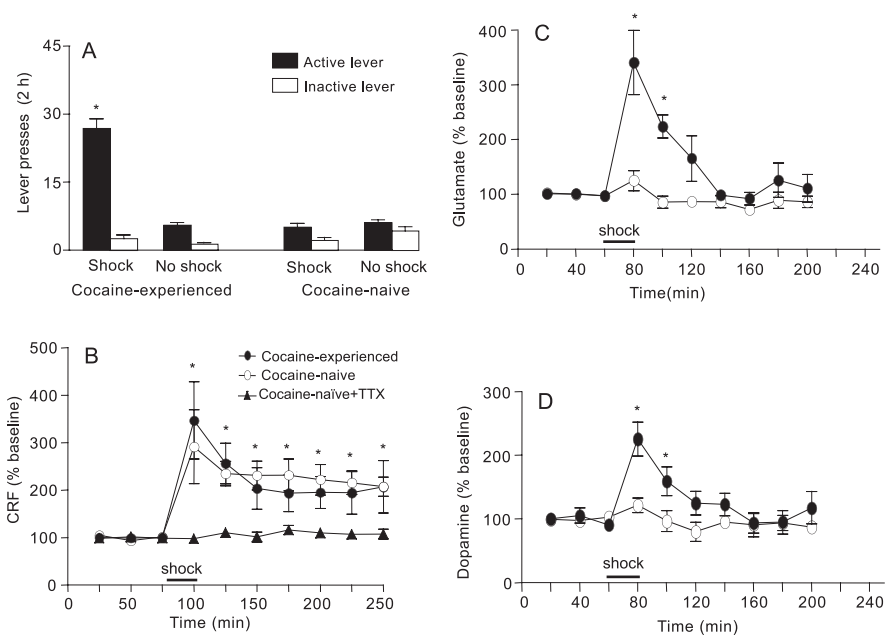 A
45
30
15
0
Lever presses (2 h)
Active lever
Inactive lever
*
Shock
No shock
Shock
No shock
Cocaine-experienced
Cocaine-naive
B
500
400
300
200
100
0
CRF (% baseline)
Cocaine-experienced
Cocaine-naive
Cocaine-naïve+TTX
* * * * * * *
shock
0 50 100 150 200 250
Time (min)
C
400
300
200
100
0
Glutamate (% baseline)
* *
shock
0 40 80 120 160 200 240
Time(min)
D
300
200
100
0
Dopamine (% baseline)
* *
shock
0 40 80 120 160 200 240
Time (min)